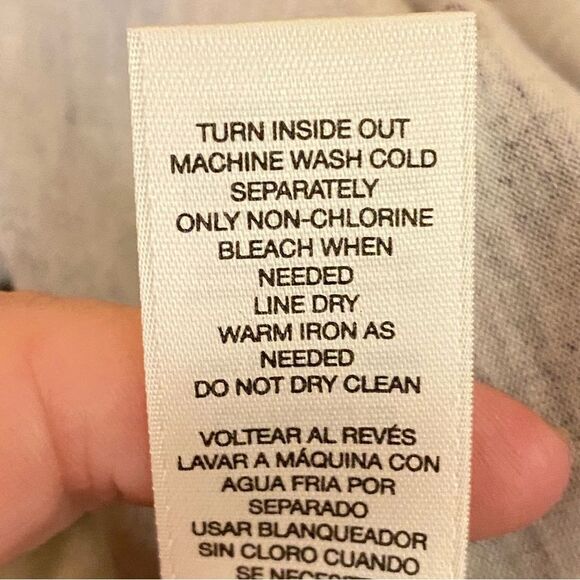 TURN INSIDE OUT
MACHINE WASH COLD
SEPARATELY
ONLY NON-CHLORINE
BLEACH WHEN
NEEDED
LINE DRY
WARM IRON AS
NEEDED
DO NOT DRY CLEAN
VOLTEAR AL REVÉS
LAVAR A MÁQUINA CON
AGUA FRIA POR
SEPARADO
USAR BLANQUEADOR
SIN CLORO CUANDO
SE